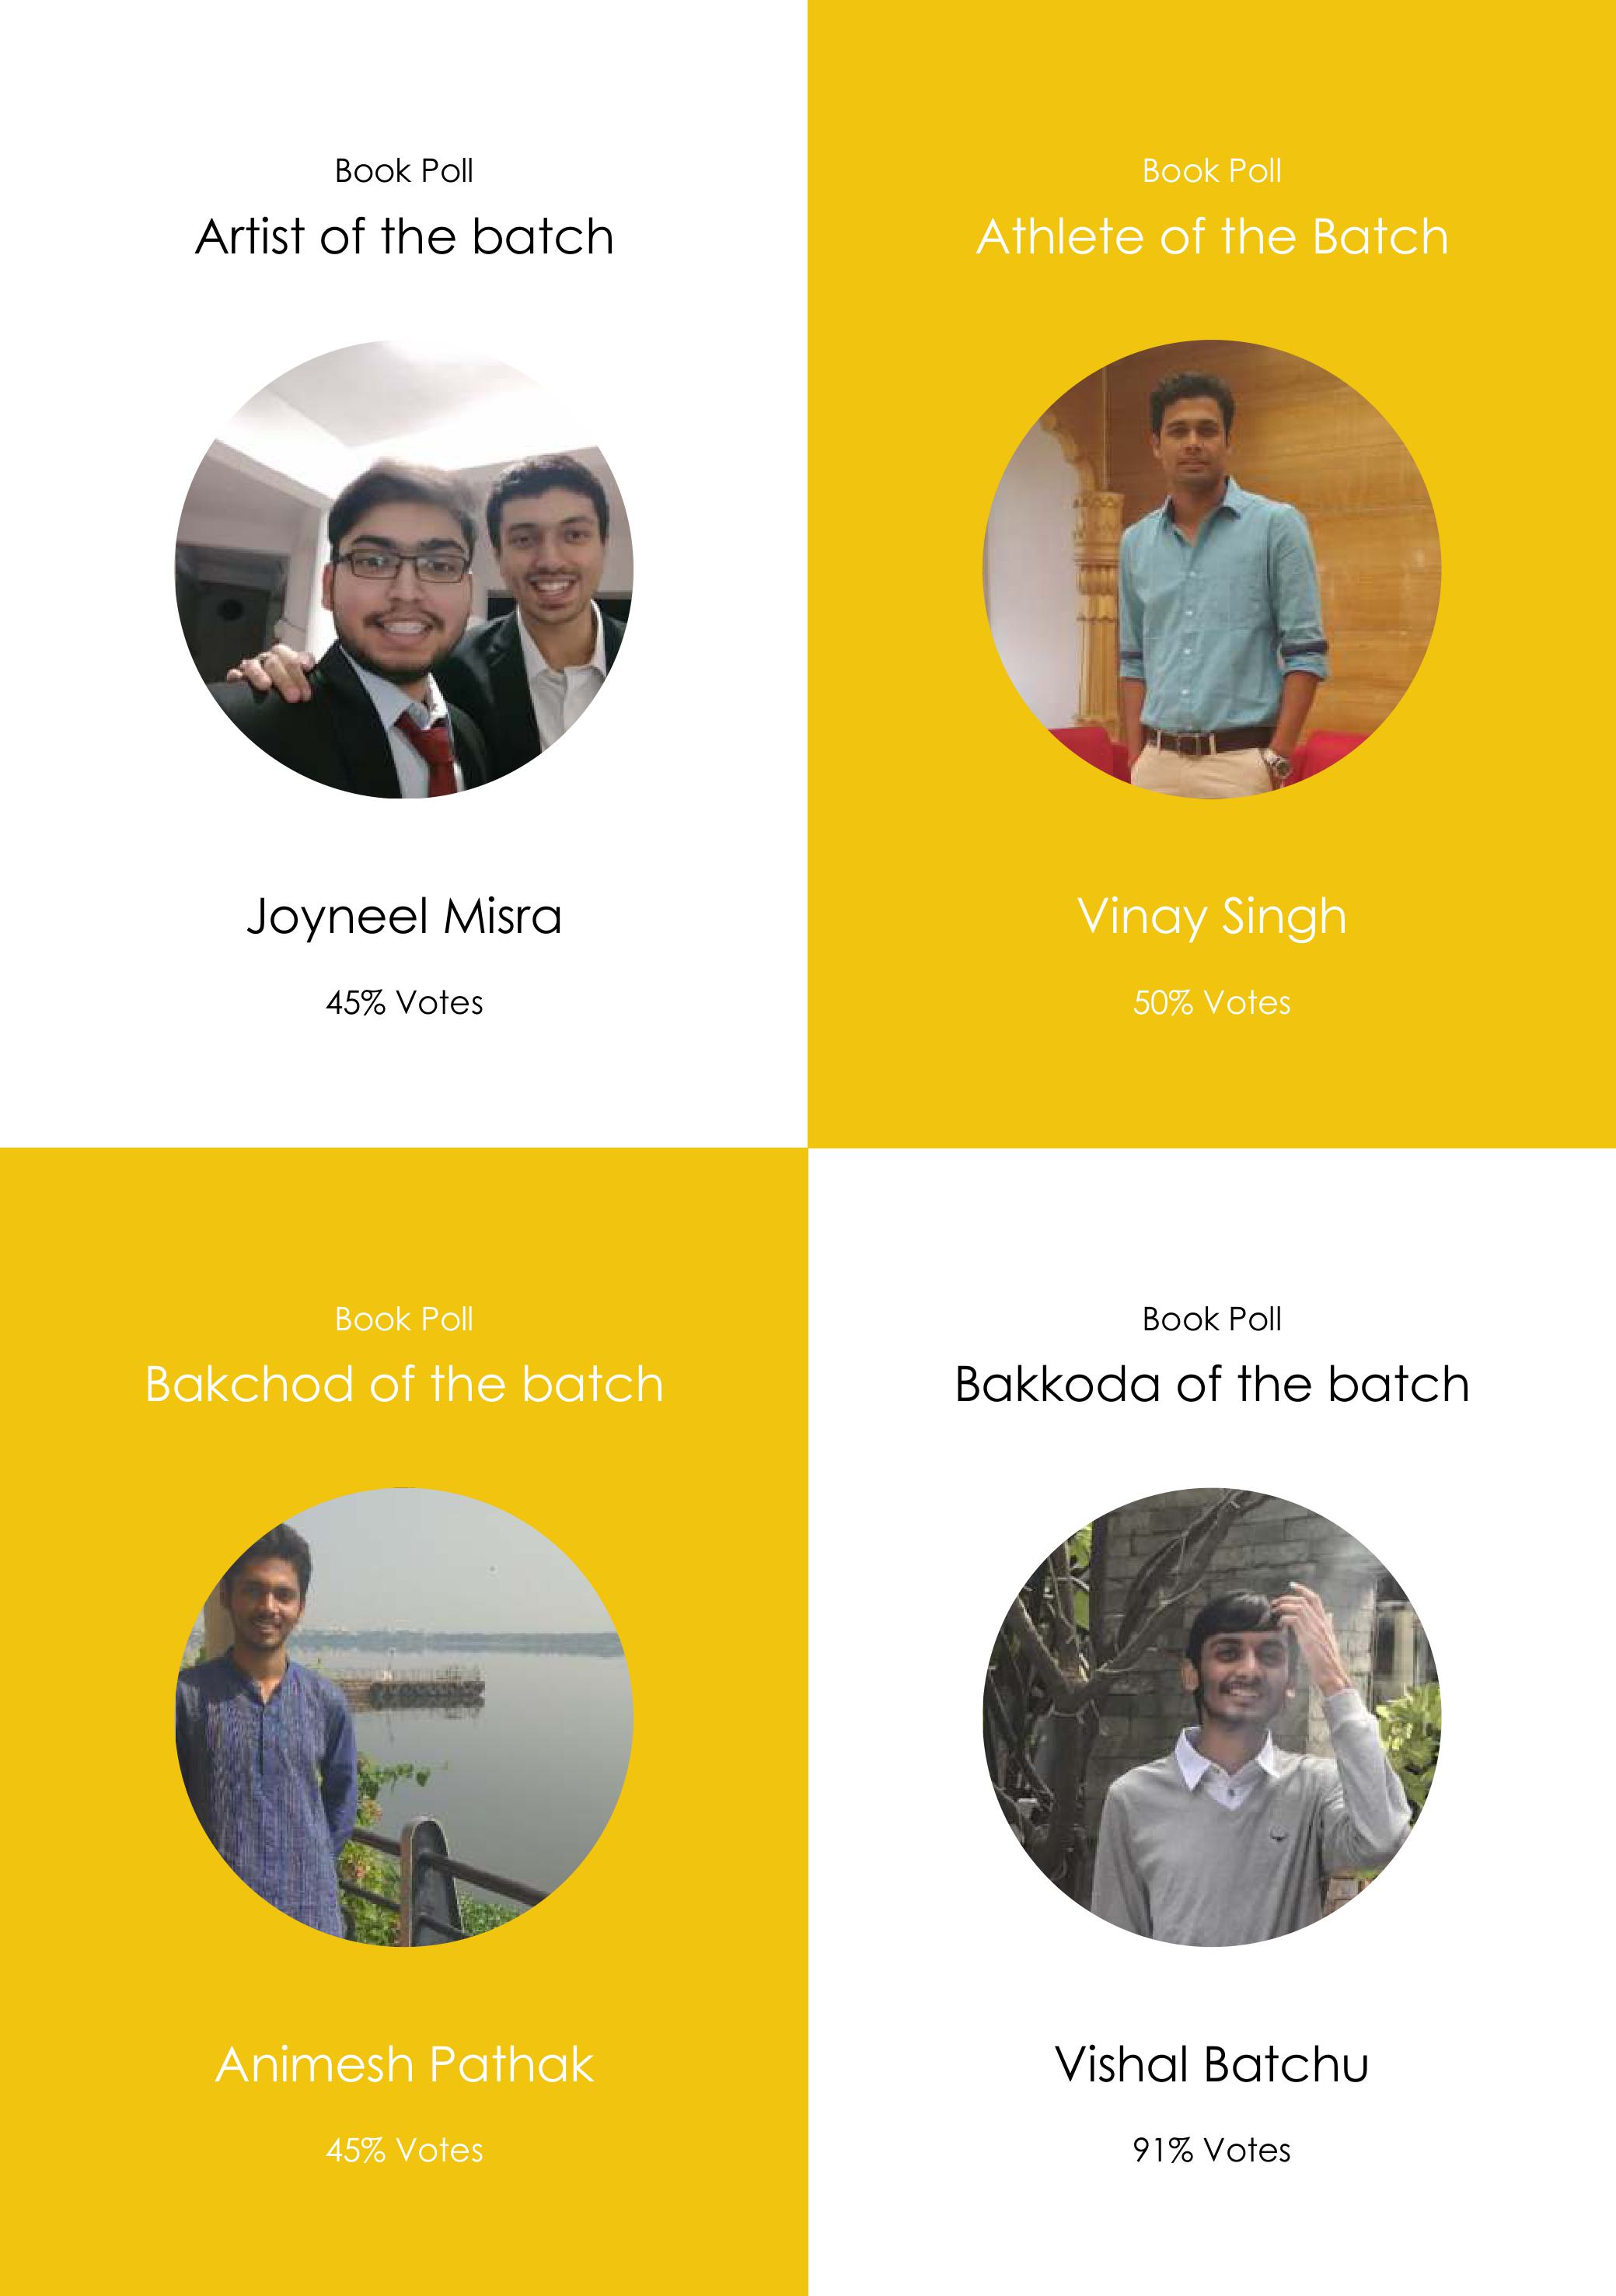 Book Poll
Artist of the batch
Joyneel Misra
45% Votes
Book Poll
Athlete of the Batch
Vinay Singh
50% Votes
Book Poll
Bakchod of the batch
Animesh Pathak
45% Votes
Book Poll
Bakkoda of the batch
Vishal Batchu
91% Votes